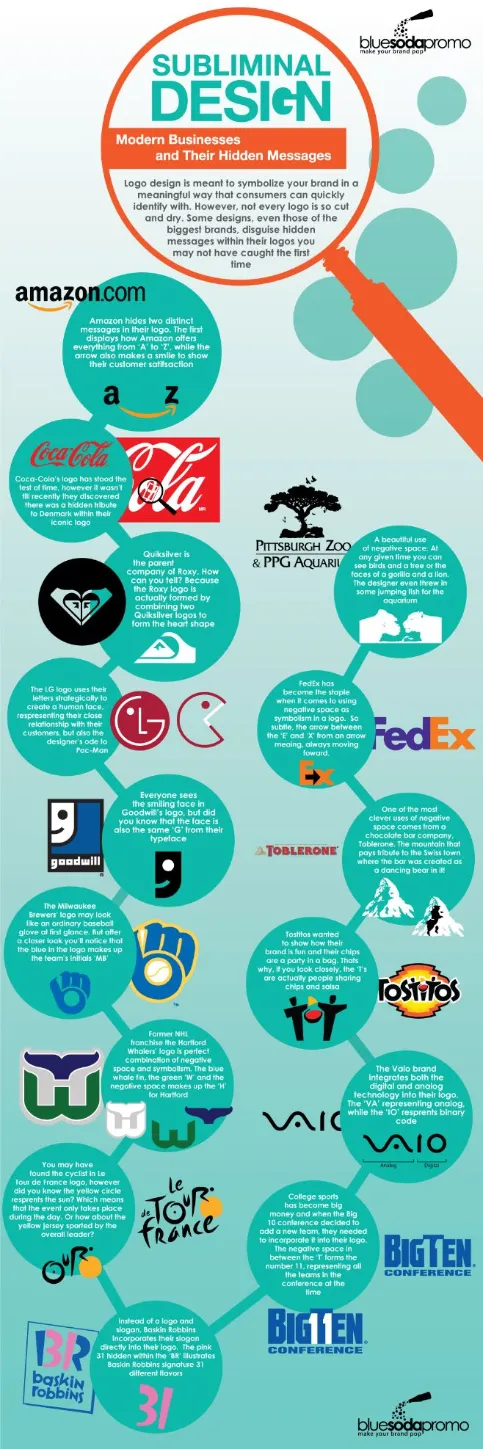 bluesodapromo
make your brand pop
SUBLIMINAL
DESIGN
Modern Businesses
and Their Hidden Messages
Logo design is meant to symbolize your brand in a
meaningful way that consumers can quickly
identify with. However, not every logo is so cut
and dry. Some designs, even those of the
biggest brands, disguise hidden
messages within their logos you
may not have caught the first
time
amazon.com
Amazon hides two distinct
messages in their logo. The first
displays how Amazon offers
everything from 'A' to 'Z', while the
arrow also makes a smile to show
their customer satifsaction
a z
Coca-Cola
Coca-Cola's logo has stood the
test of time, however it wasn't
till recently they discovered
there was a hidden tribute
to Denmark within their
iconic logo
Cola
Quiksilver is
the parent
company of Roxy. How
can you tell? Because
the Roxy logo is
actually formed by
combining two
Quiksilver logos to
form the heart shape
The LG logo uses their
letters strategically to
create a human face,
respresenting their close
relationship with their
customers, but also the
designer's ode to
Pac-Man
LG
g
goodwill
Everyone sees
the smiling face in
Goodwill's logo, but did
you know that the face is
also the same 'G' from their
typeface
g
The Milwaukee
Brewers' logo may look
like an ordinary baseball
glove at first glance. But after
a closer look you'll notice that
the blue in the logo makes up
the team's initials 'MB'
Former NHL
franchise the Hartford
Whalers' logo is perfect
combination of negative
space and symbolism. The blue
whale fin, the green 'W' and the
negative space makes up the 'H'
for Hartford
You may have
found the cyclist in Le
Tour de France logo, however
did you know the yellow circle
resprents the sun? Which means
that the event only takes place
during the day. Or how about the
yellow jersey sported by the
overall leader?
OUR
Le
de TOUR
france
Instead of a logo and
slogan, Baskin Robbins
incorporates their slogan
directly into their logo. The pink
31 hidden within the 'BR' illustrates
Baskin Robbins signature 31
different flavors
BR
baskin
robbins
31
PITTSBURGH ZOO
& PPG AQUARIU
A beautiful use
of negative space. At
any given time you can
see birds and a tree or the
faces of a gorilla and a lion.
The designer even threw in
some jumping fish for the
aquarium
FedEx has
become the staple
when it comes to using
negative space as
symbolism in a logo. So
subtle, the arrow between
the 'E' and 'X' from an arrow
meaing, always moving
foward.
Ex
FedEx
TOBLERONE
One of the most
clever uses of negative
space comes from a
chocolate bar company,
Toblerone. The mountain that
pays tribute to the Swiss town
where the bar was created as
a dancing bear in it!
Tostitos wanted
to show how their
brand is fun and their chips
are a party in a bag. Thats
why, if you look closely, the 't's
are actually people sharing
chips and salsa
TOSTITOS
The Vaio brand
integrates both the
digital and analog
technology into their logo.
The 'VA' representing analog,
while the 'IO' resprents binary
code
VAIO
VAIO
Analog Digital
College sports
has become big
money and when the Big
10 conference decided to
add a new team, they needed
to incorporate it into their logo.
The negative space in
between the 'T' forms the
number 11, representing all
the teams in the
conference at the
time
BIG TEN
CONFERENCE
BIG TEN
CONFERENCE
bluesodapromo
make your brand pop